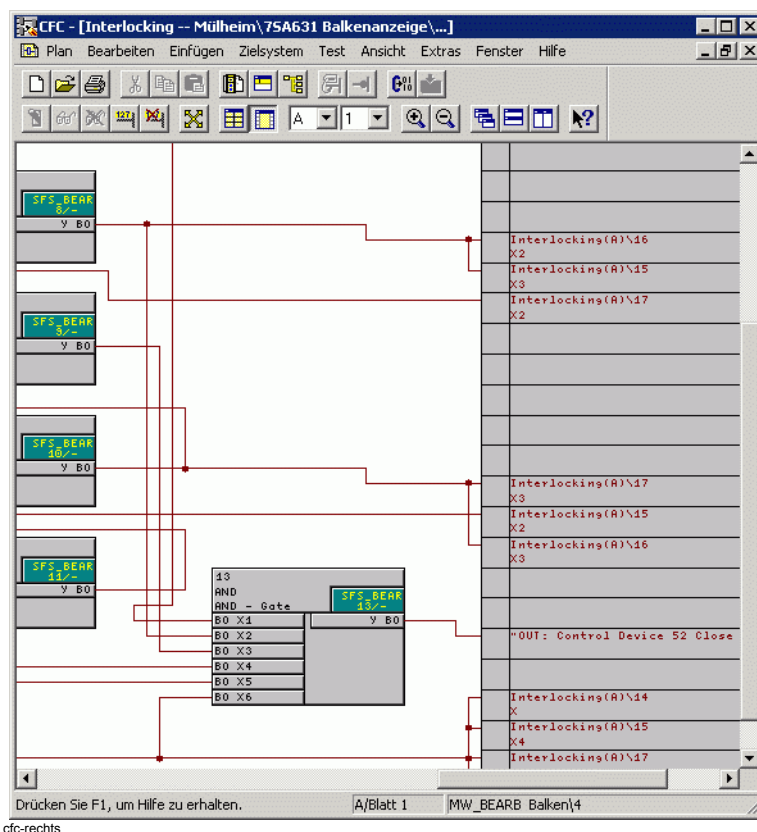 CFC - [Interlocking -- Mülheim\7SA631 Balkenanzeige\...]
Plan Bearbeiten Einfügen Zielsystem Test Ansicht Extras Fenster Hilfe
A 1
SFS_BEAR
8/-
Y BO
Interlocking(A)\16
X2
Interlocking(A)\15
X3
Interlocking(A)\17
X2
SFS_BEAR
9/-
Y BO
SFS_BEAR
10/-
Y BO
Interlocking(A)\17
X3
Interlocking(A)\15
X2
Interlocking(A)\16
X3
SFS_BEAR
11/-
Y BO
13
AND
AND - Gate
SFS_BEAR
13/-
BO X1
Y BO
BO X2
BO X3
BO X4
BO X5
BO X6
"OUT: Control Device 52 Close
Interlocking(A)\14
X
Interlocking(A)\15
X4
Interlocking(A)\17
Drücken Sie F1, um Hilfe zu erhalten.
A/Blatt 1
MW_BEARB Balken\4
cfc-rechts